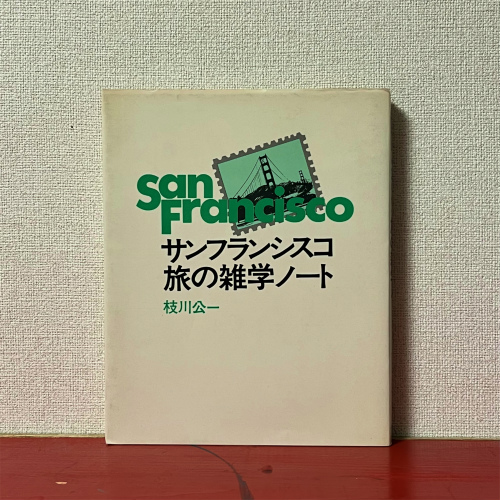 San
Francisco
サンフランシスコ
旅の雑学ノート
枝川公一